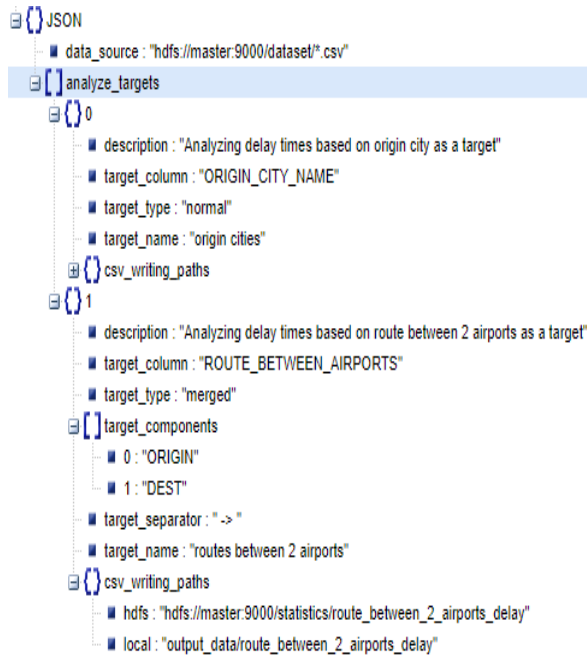 JSON
data_source : "hdfs://master:9000/dataset/*.csv"
analyze_targets
0
description : "Analyzing delay times based on origin city as a target"
target_column : "ORIGIN_CITY_NAME"
target_type : "normal"
target_name : "origin cities"
csv_writing_paths
1
description : "Analyzing delay times based on route between 2 airports as a target"
target_column : "ROUTE_BETWEEN_AIRPORTS"
target_type : "merged"
target_components
0 : "ORIGIN"
1 : "DEST"
target_separator : " -> "
target_name : "routes between 2 airports"
csv_writing_paths
hdfs : "hdfs://master:9000/statistics/route_between_2_airports_delay"
local : "output_data/route_between_2_airports_delay"